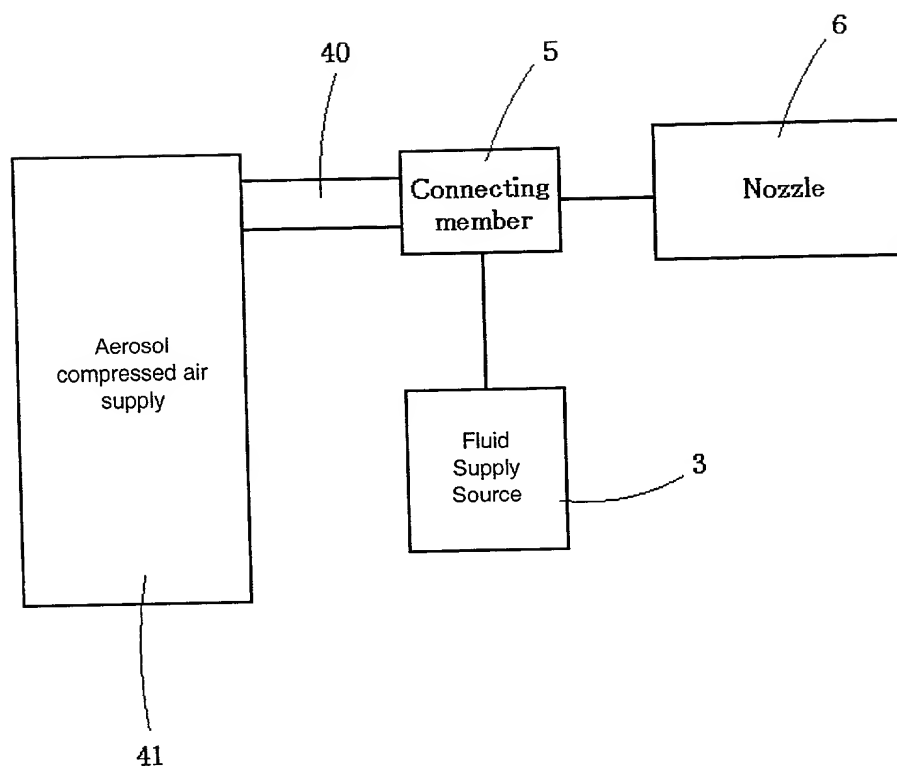 40
5
6
Connecting
member
Nozzle
Aerosol
compressed air
supply
Fluid
Supply
Source
3
41